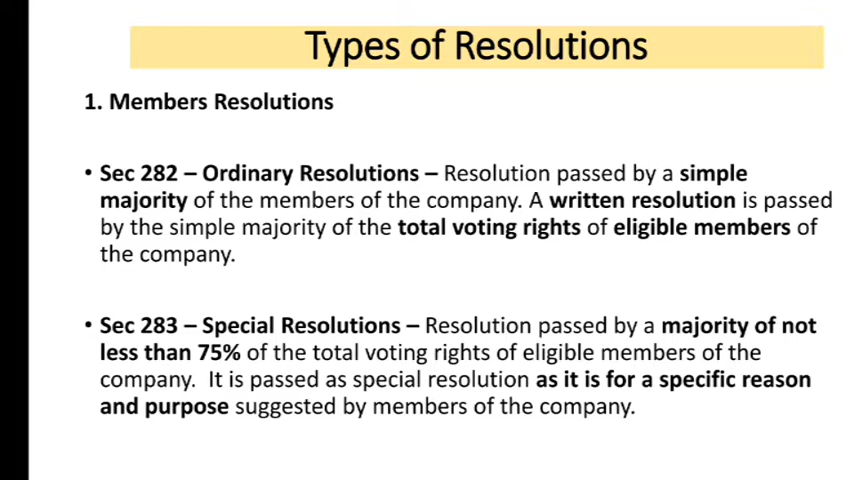 Types of Resolutions
1. Members Resolutions
• Sec 282 – Ordinary Resolutions – Resolution passed by a simple
majority of the members of the company. A written resolution is passed
by the simple majority of the total voting rights of eligible members of
the company.
• Sec 283 – Special Resolutions – Resolution passed by a majority of not
less than 75% of the total voting rights of eligible members of the
company. It is passed as special resolution as it is for a specific reason
and purpose suggested by members of the company.